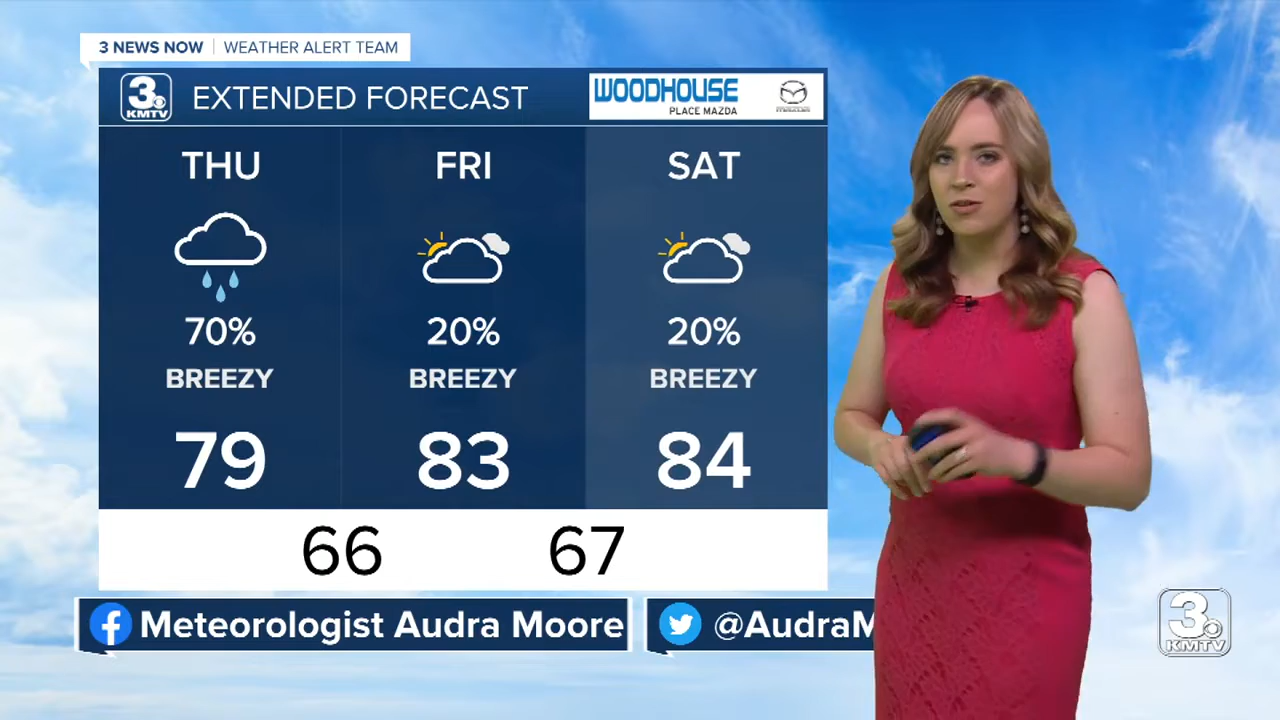 3 NEWS NOW | WEATHER ALERT TEAM
3 KMTV EXTENDED FORECAST
WOODHOUSE
PLACE MAZDA
THU FRI SAT
70% 20% 20%
BREEZY BREEZY BREEZY
79 83 84
66 67
Meteorologist Audra Moore @AudraM
3
KMTV